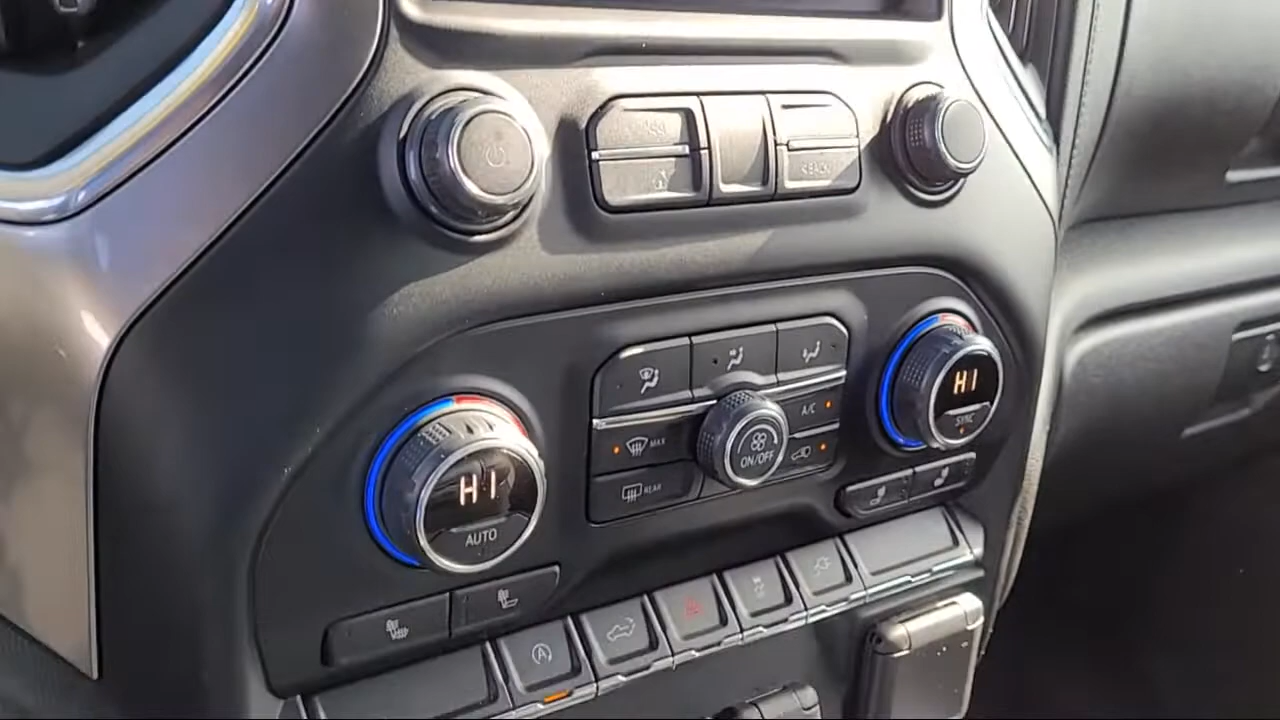 MAX
A/C
ON/OFF
REAR
HI
AUTO
HI
SYNC